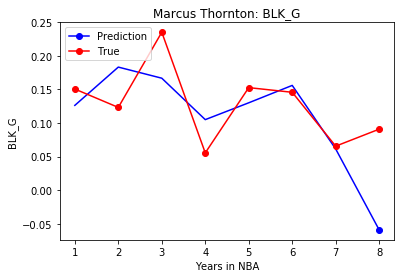 Marcus Thornton: BLK_G
Prediction
True
BLK_G
0.25
0.20
0.15
0.10
0.05
0.00
−0.05
1 2 3 4 5 6 7 8
Years in NBA